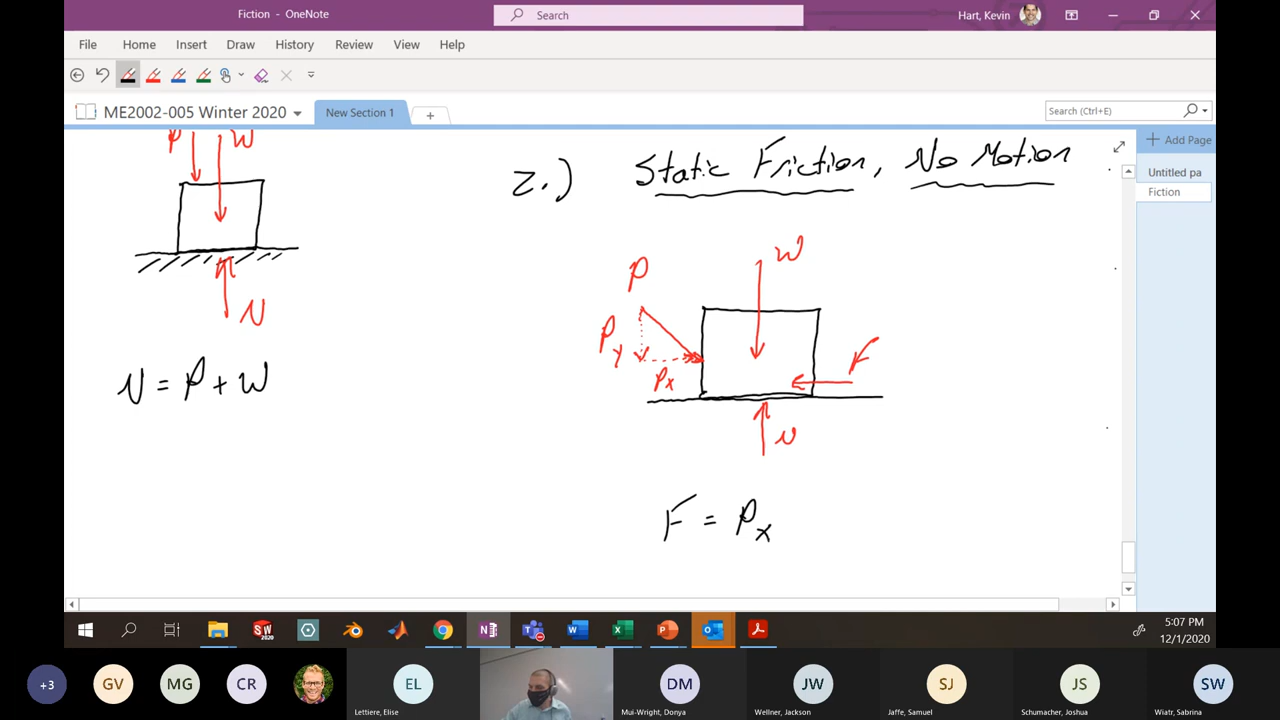 Fiction - OneNote
Search
Hart, Kevin
File Home Insert Draw History Review View Help
ME2002-005 Winter 2020
New Section 1
Search (Ctrl+E)
Add Page
Untitled pa
Fiction
P W
N
N = P + W
2.) Static Friction, No Motion
W
P
Py
Px
F
N
F = Px
SW
2020
5:07 PM
12/1/2020
+3
GV
MG
CR
EL
Lettiere, Elise
DM
Mui-Wright, Donya
JW
Wellner, Jackson
SJ
Jaffe, Samuel
JS
Schumacher, Joshua
SW
Wiatr, Sabrina